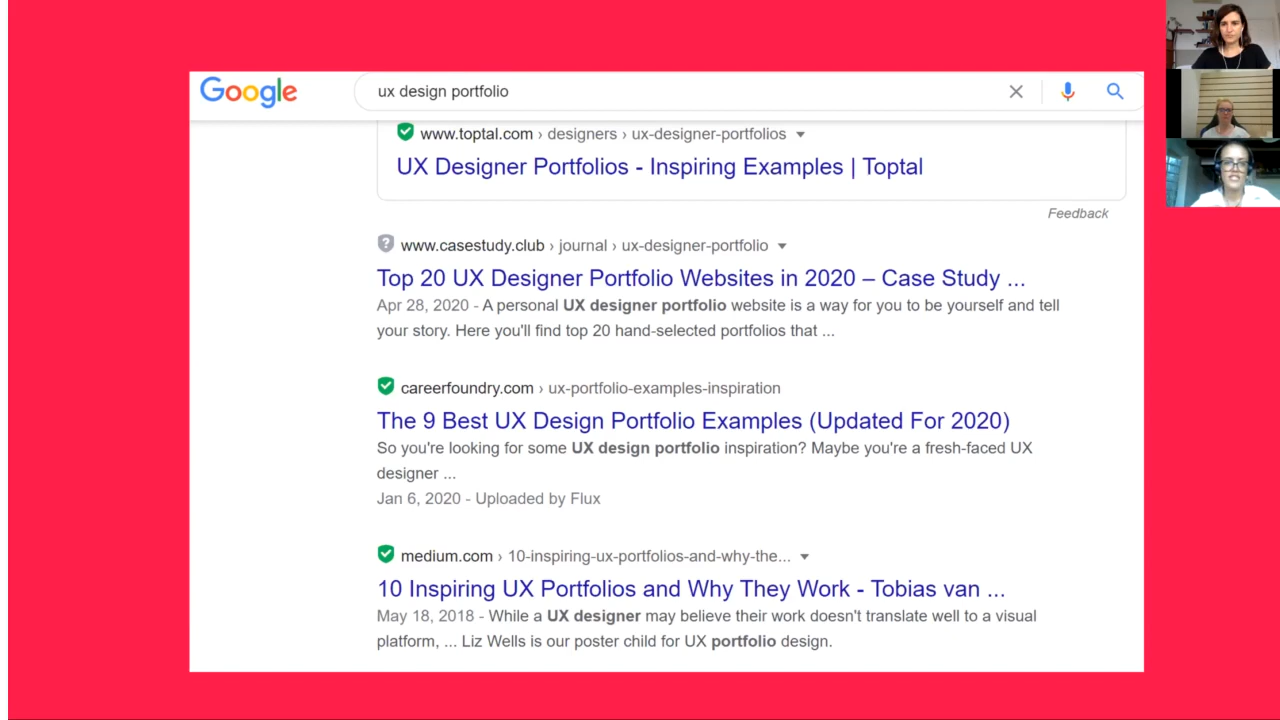 Google
ux design portfolio
www.toptal.com › designers › ux-designer-portfolios
UX Designer Portfolios - Inspiring Examples | Toptal
Feedback
www.casestudy.club › journal › ux-designer-portfolio
Top 20 UX Designer Portfolio Websites in 2020 – Case Study ...
Apr 28, 2020 - A personal UX designer portfolio website is a way for you to be yourself and tell
your story. Here you'll find top 20 hand-selected portfolios that ...
careerfoundry.com › ux-portfolio-examples-inspiration
The 9 Best UX Design Portfolio Examples (Updated For 2020)
So you're looking for some UX design portfolio inspiration? Maybe you're a fresh-faced UX
designer ...
Jan 6, 2020 - Uploaded by Flux
medium.com › 10-inspiring-ux-portfolios-and-why-the...
10 Inspiring UX Portfolios and Why They Work - Tobias van ...
May 18, 2018 - While a UX designer may believe their work doesn't translate well to a visual
platform, ... Liz Wells is our poster child for UX portfolio design.